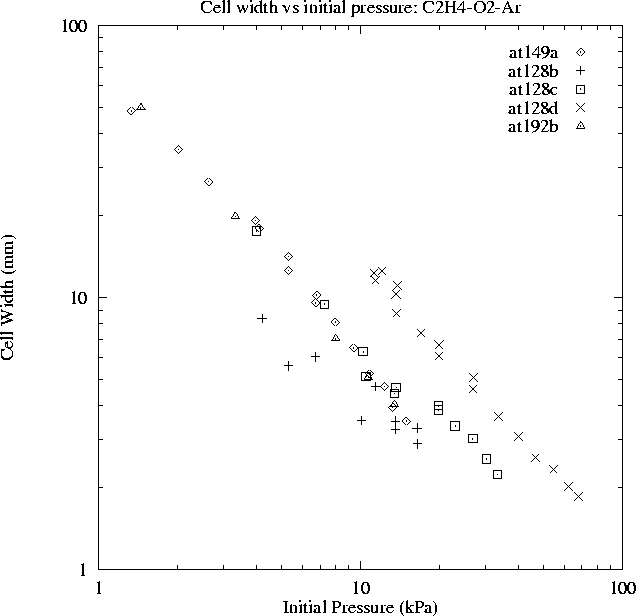 Cell width vs initial pressure: C2H4-O2-Ar
100
at149a
at128b
at128c
at128d
at192b
Cell Width (mm)
10
1
1
10
100
Initial Pressure (kPa)